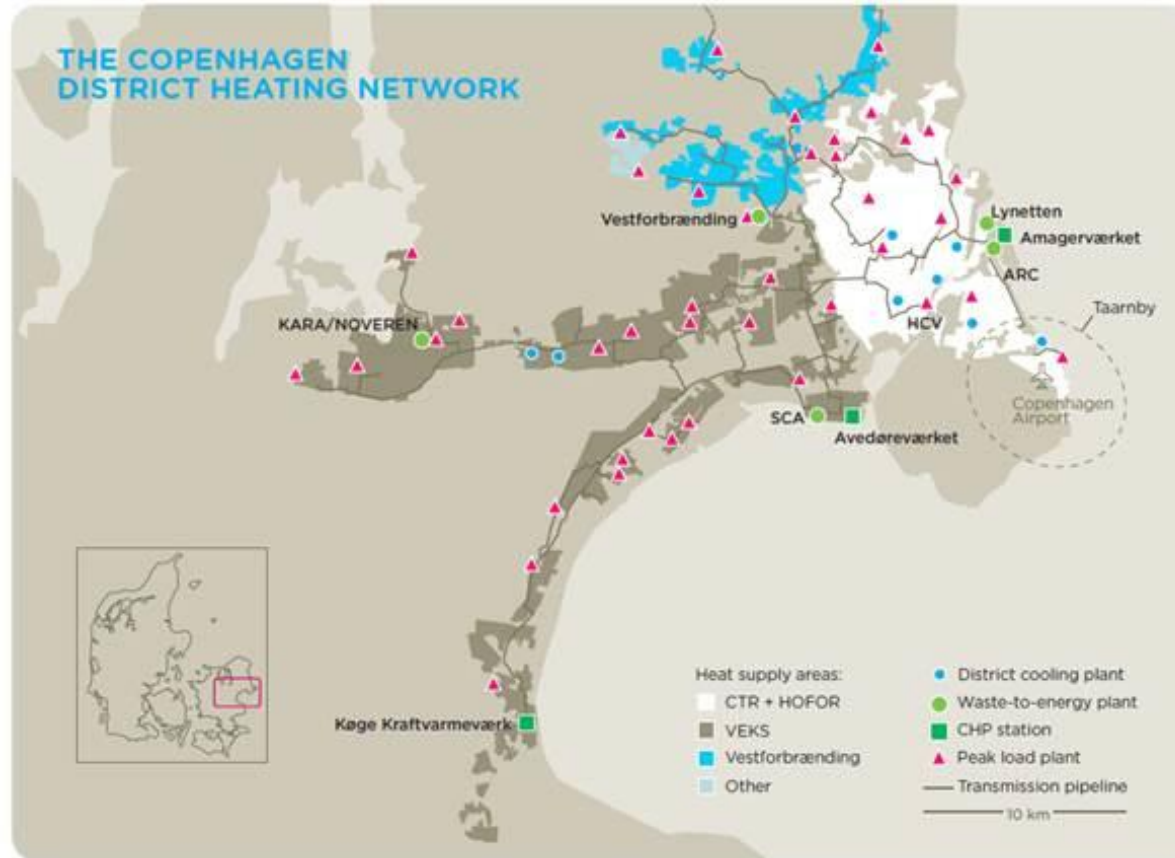 THE COPENHAGEN
DISTRICT HEATING NETWORK
Vestforbrænding
Lynetten
Amagerværket
ARC
Taarnby
KARA/NOVEREN
HCV
Copenhagen
Airport
SCA
Avedøreværket
Køge Kraftvarmeværk
Heat supply areas:
CTR + HOFOR
VEKS
Vestforbrænding
Other
District cooling plant
Waste-to-energy plant
CHP station
Peak load plant
Transmission pipeline
10 km